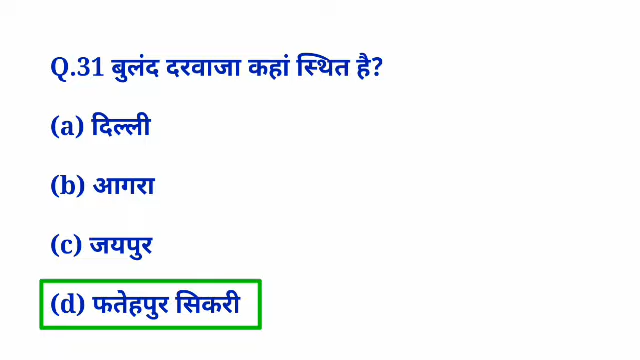 Q.31 बुलंद दरवाजा कहां स्थित है?
(a) दिल्ली
(b) आगरा
(c) जयपुर
(d) फतेहपुर सिकरी